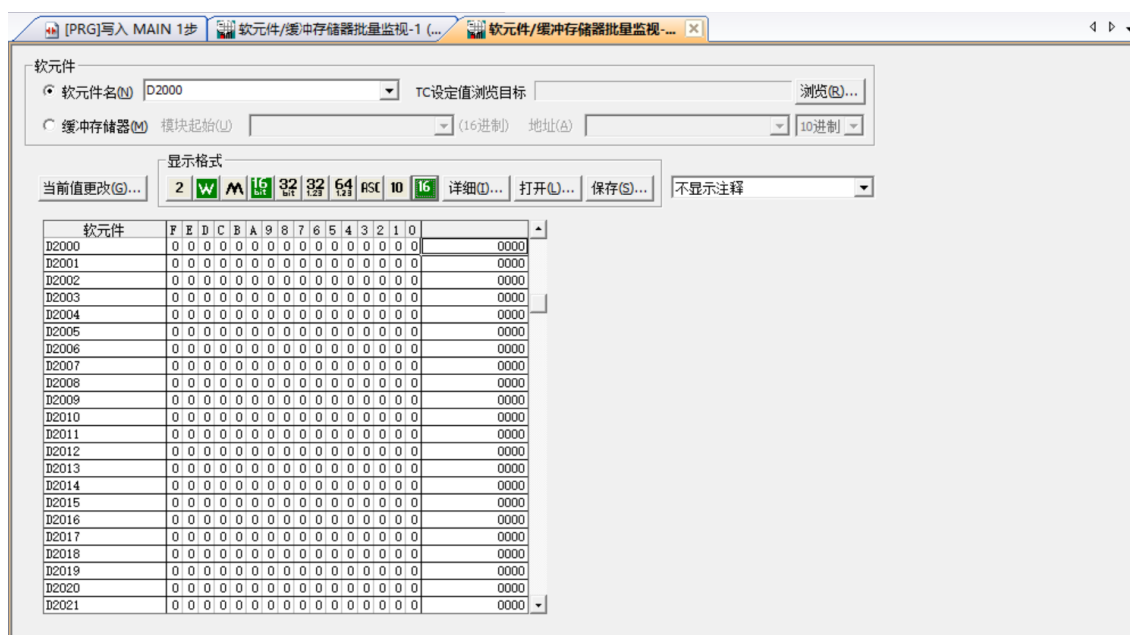 [PRG]写入 MAIN 1步 软元件/缓冲存储器批量监视-1 (... 软元件/缓冲存储器批量监视-...
软元件
软元件名(N) D2000 TC设定值浏览目标 浏览(R)...
缓冲存储器(M) 模块起始(U) (16进制) 地址(A) 10进制
显示格式
当前值更改(G)... 2 W M 16 bit 32 bit 32 1.23 64 1.23 ASC 10 16 详细(I)... 打开(L)... 保存(S)... 不显示注释
软元件 F E D C B A 9 8 7 6 5 4 3 2 1 0
D2000 0 0 0 0 0 0 0 0 0 0 0 0 0 0 0 0 0000
D2001 0 0 0 0 0 0 0 0 0 0 0 0 0 0 0 0 0000
D2002 0 0 0 0 0 0 0 0 0 0 0 0 0 0 0 0 0000
D2003 0 0 0 0 0 0 0 0 0 0 0 0 0 0 0 0 0000
D2004 0 0 0 0 0 0 0 0 0 0 0 0 0 0 0 0 0000
D2005 0 0 0 0 0 0 0 0 0 0 0 0 0 0 0 0 0000
D2006 0 0 0 0 0 0 0 0 0 0 0 0 0 0 0 0 0000
D2007 0 0 0 0 0 0 0 0 0 0 0 0 0 0 0 0 0000
D2008 0 0 0 0 0 0 0 0 0 0 0 0 0 0 0 0 0000
D2009 0 0 0 0 0 0 0 0 0 0 0 0 0 0 0 0 0000
D2010 0 0 0 0 0 0 0 0 0 0 0 0 0 0 0 0 0000
D2011 0 0 0 0 0 0 0 0 0 0 0 0 0 0 0 0 0000
D2012 0 0 0 0 0 0 0 0 0 0 0 0 0 0 0 0 0000
D2013 0 0 0 0 0 0 0 0 0 0 0 0 0 0 0 0 0000
D2014 0 0 0 0 0 0 0 0 0 0 0 0 0 0 0 0 0000
D2015 0 0 0 0 0 0 0 0 0 0 0 0 0 0 0 0 0000
D2016 0 0 0 0 0 0 0 0 0 0 0 0 0 0 0 0 0000
D2017 0 0 0 0 0 0 0 0 0 0 0 0 0 0 0 0 0000
D2018 0 0 0 0 0 0 0 0 0 0 0 0 0 0 0 0 0000
D2019 0 0 0 0 0 0 0 0 0 0 0 0 0 0 0 0 0000
D2020 0 0 0 0 0 0 0 0 0 0 0 0 0 0 0 0 0000
D2021 0 0 0 0 0 0 0 0 0 0 0 0 0 0 0 0 0000